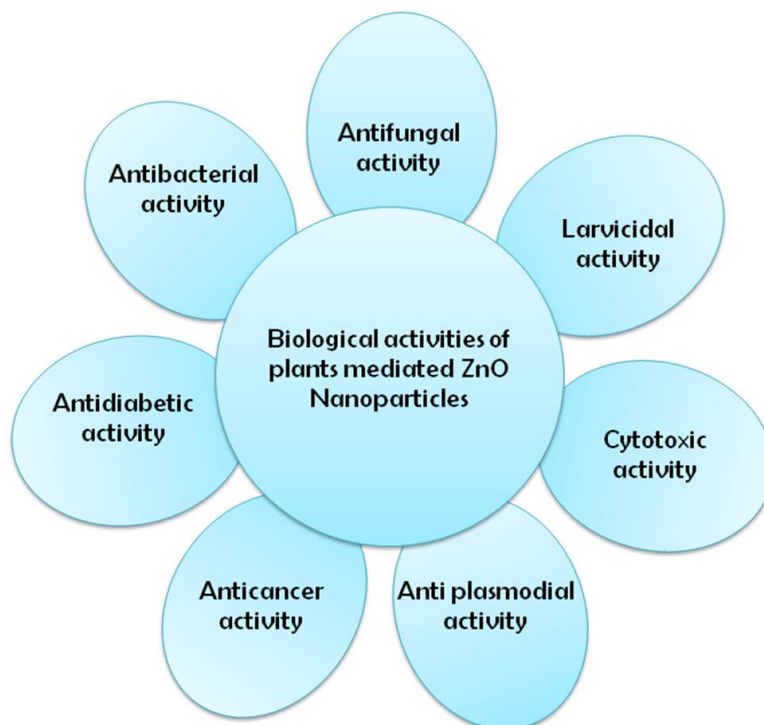 Antifungal
activity
Antibacterial
activity
Larvicidal
activity
Biological activities of
plants mediated ZnO
Nanoparticles
Antidiabetic
activity
Cytotoxic
activity
Anticancer
activity
Anti plasmodial
activity